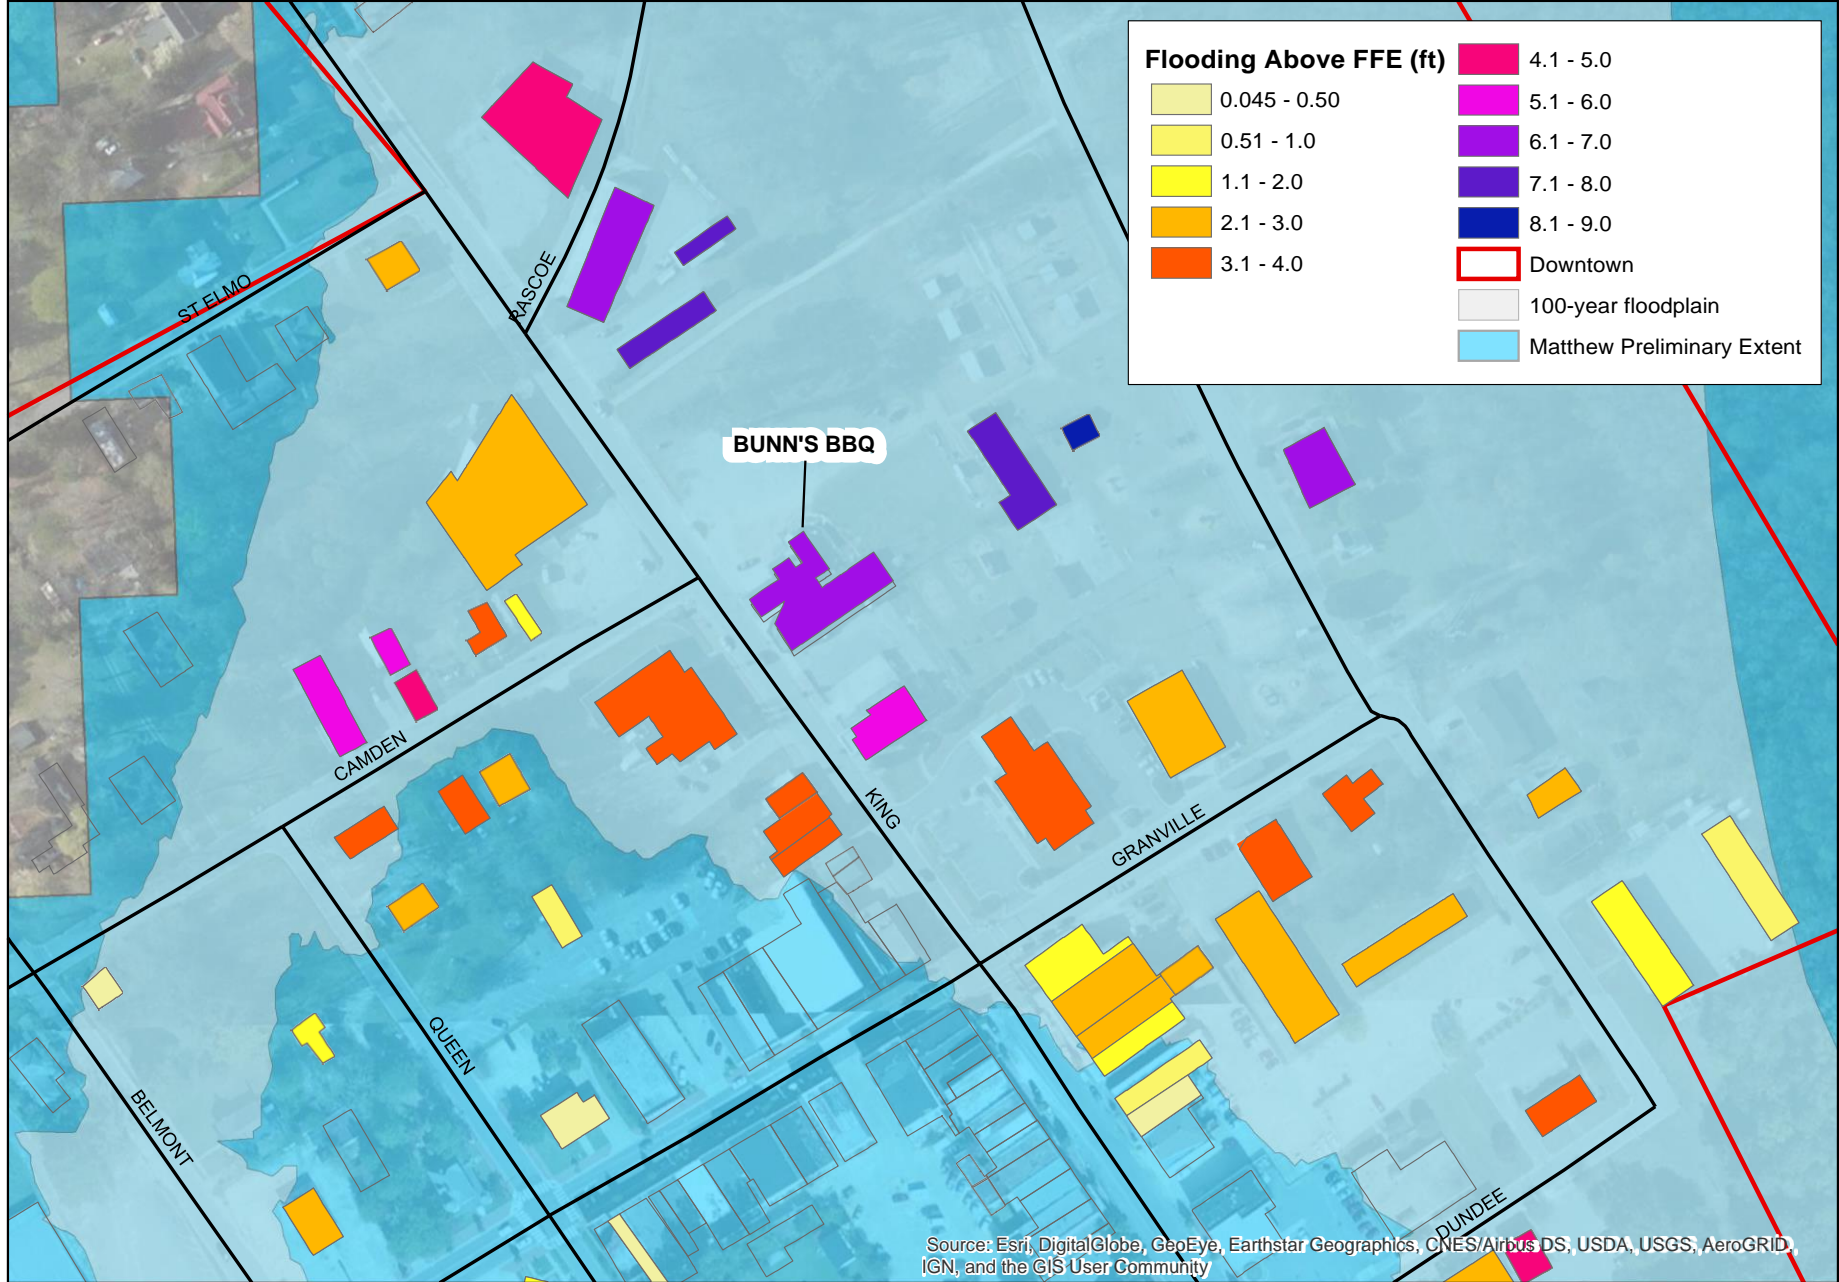 Flooding Above FFE (ft)
0.045 - 0.50
0.51 - 1.0
1.1 - 2.0
2.1 - 3.0
3.1 - 4.0
4.1 - 5.0
5.1 - 6.0
6.1 - 7.0
7.1 - 8.0
8.1 - 9.0
Downtown
100-year floodplain
Matthew Preliminary Extent
ST ELMO
RASCOE
BUNN'S BBQ
CAMDEN
KING
GRANVILLE
QUEEN
BELMONT
DUNDEE
Source: Esri, DigitalGlobe, GeoEye, Earthstar Geographics, CNES/Airbus DS, USDA, USGS, AeroGRID,
IGN, and the GIS User Community